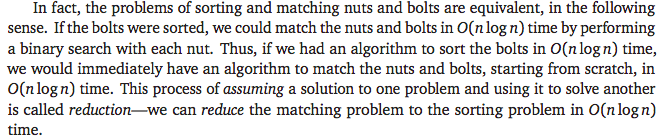 In fact, the problems of sorting and matching nuts and bolts are equivalent, in the following
sense. If the bolts were sorted, we could match the nuts and bolts in O(n log n) time by performing
a binary search with each nut. Thus, if we had an algorithm to sort the bolts in O(n log n) time,
we would immediately have an algorithm to match the nuts and bolts, starting from scratch, in
O(n log n) time. This process of assuming a solution to one problem and using it to solve another
is called reduction—we can reduce the matching problem to the sorting problem in O(n log n)
time.